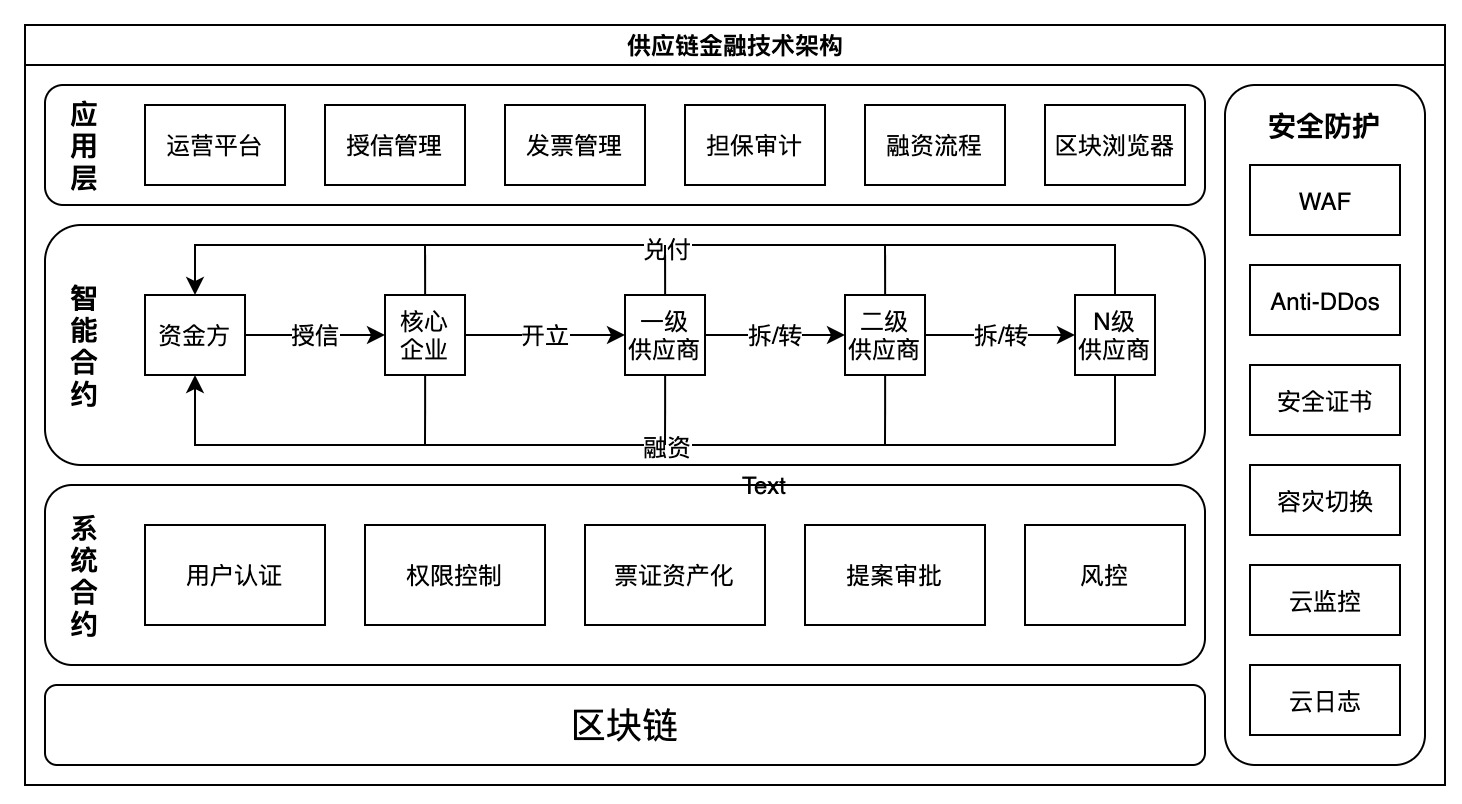 供应链金融技术架构
应
用
层
运营平台
授信管理
发票管理
担保审计
融资流程
区块浏览器
智
能
合
约
兑付
资金方
授信
核心
企业
开立
一级
供应商
拆/转
二级
供应商
拆/转
N级
供应商
融资
Text
系
统
合
约
用户认证
权限控制
票证资产化
提案审批
风控
区块链
安全防护
WAF
Anti-DDos
安全证书
容灾切换
云监控
云日志